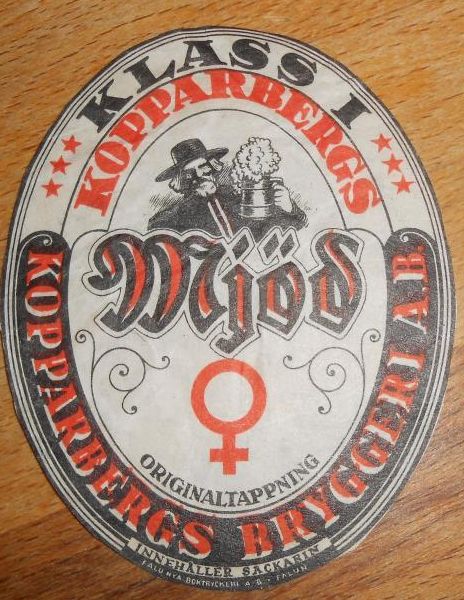 KLASS I
KOPPARBERGS
Mjöd
ORIGINALTAPPNING
KOPPARBERGS BRYGGERI A.B.
INNEHÅLLER SACKARIN
FALU NYA BOKTRYCKERI A.B. - FALUN